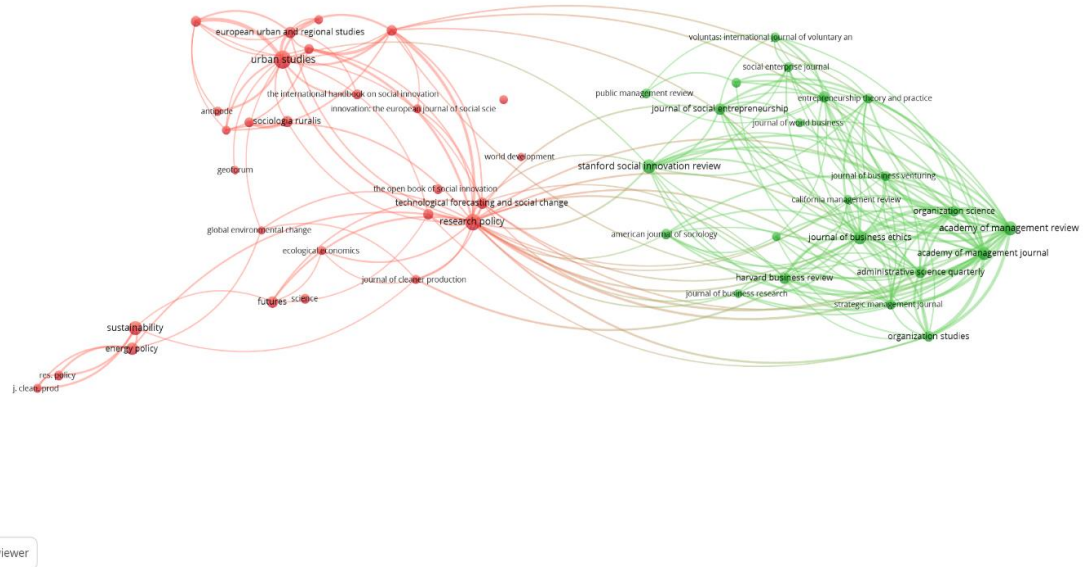 european urban and regional studies
voluntas: international journal of voluntary an
urban studies
social enterprise journal
the international handbook on social innovation
public management review
entrepreneurship theory and practice
antipode
innovation: the european journal of social scie
journal of social entrepreneurship
sociologia ruralis
journal of world business
world development
geoforum
stanford social innovation review
journal of business venturing
the open book of social innovation
technological forecasting and social change
california management review
research policy
organization science
global environmental change
american journal of sociology
journal of business ethics
academy of management review
ecological economics
academy of management journal
journal of cleaner production
harvard business review
administrative science quarterly
futures
science
journal of business research
strategic management journal
sustainability
organization studies
energy policy
res. policy
j. clean. prod
iewer